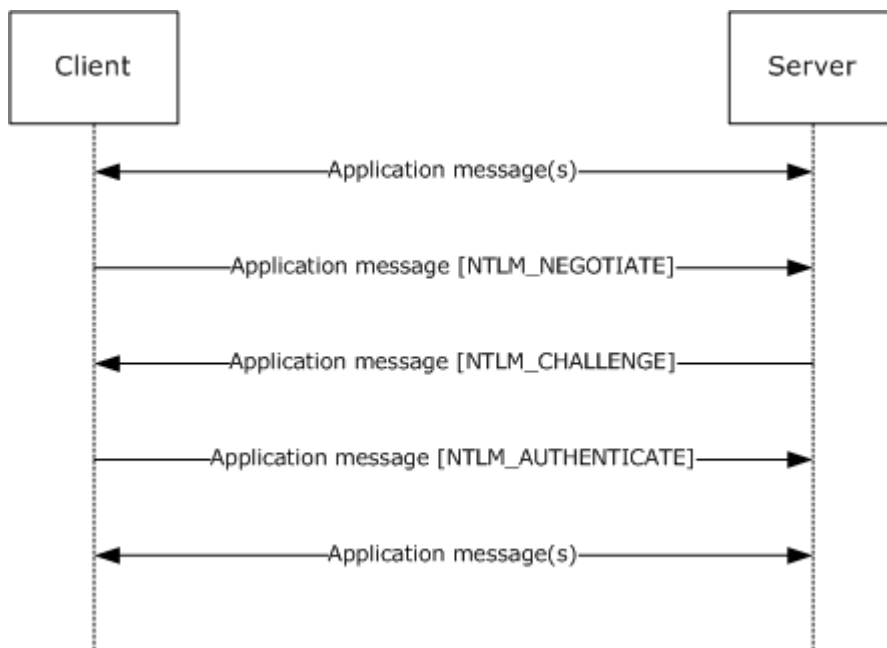 Client
Server
Application message(s)
Application message [NTLM_NEGOTIATE]
Application message [NTLM_CHALLENGE]
Application message [NTLM_AUTHENTICATE]
Application message(s)